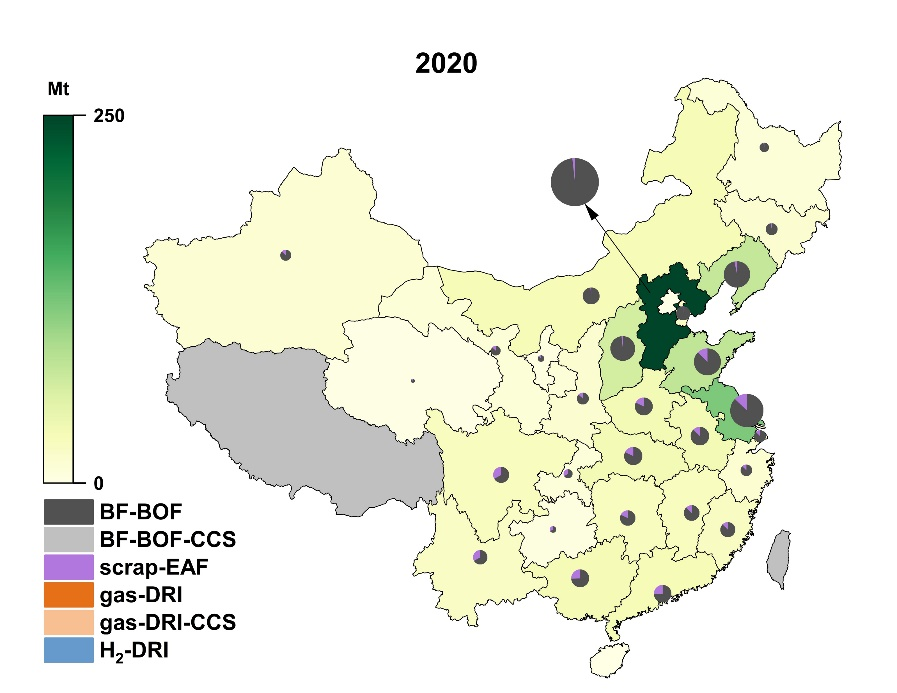 2020
Mt
250
0
BF-BOF
BF-BOF-CCS
scrap-EAF
gas-DRI
gas-DRI-CCS
H₂-DRI